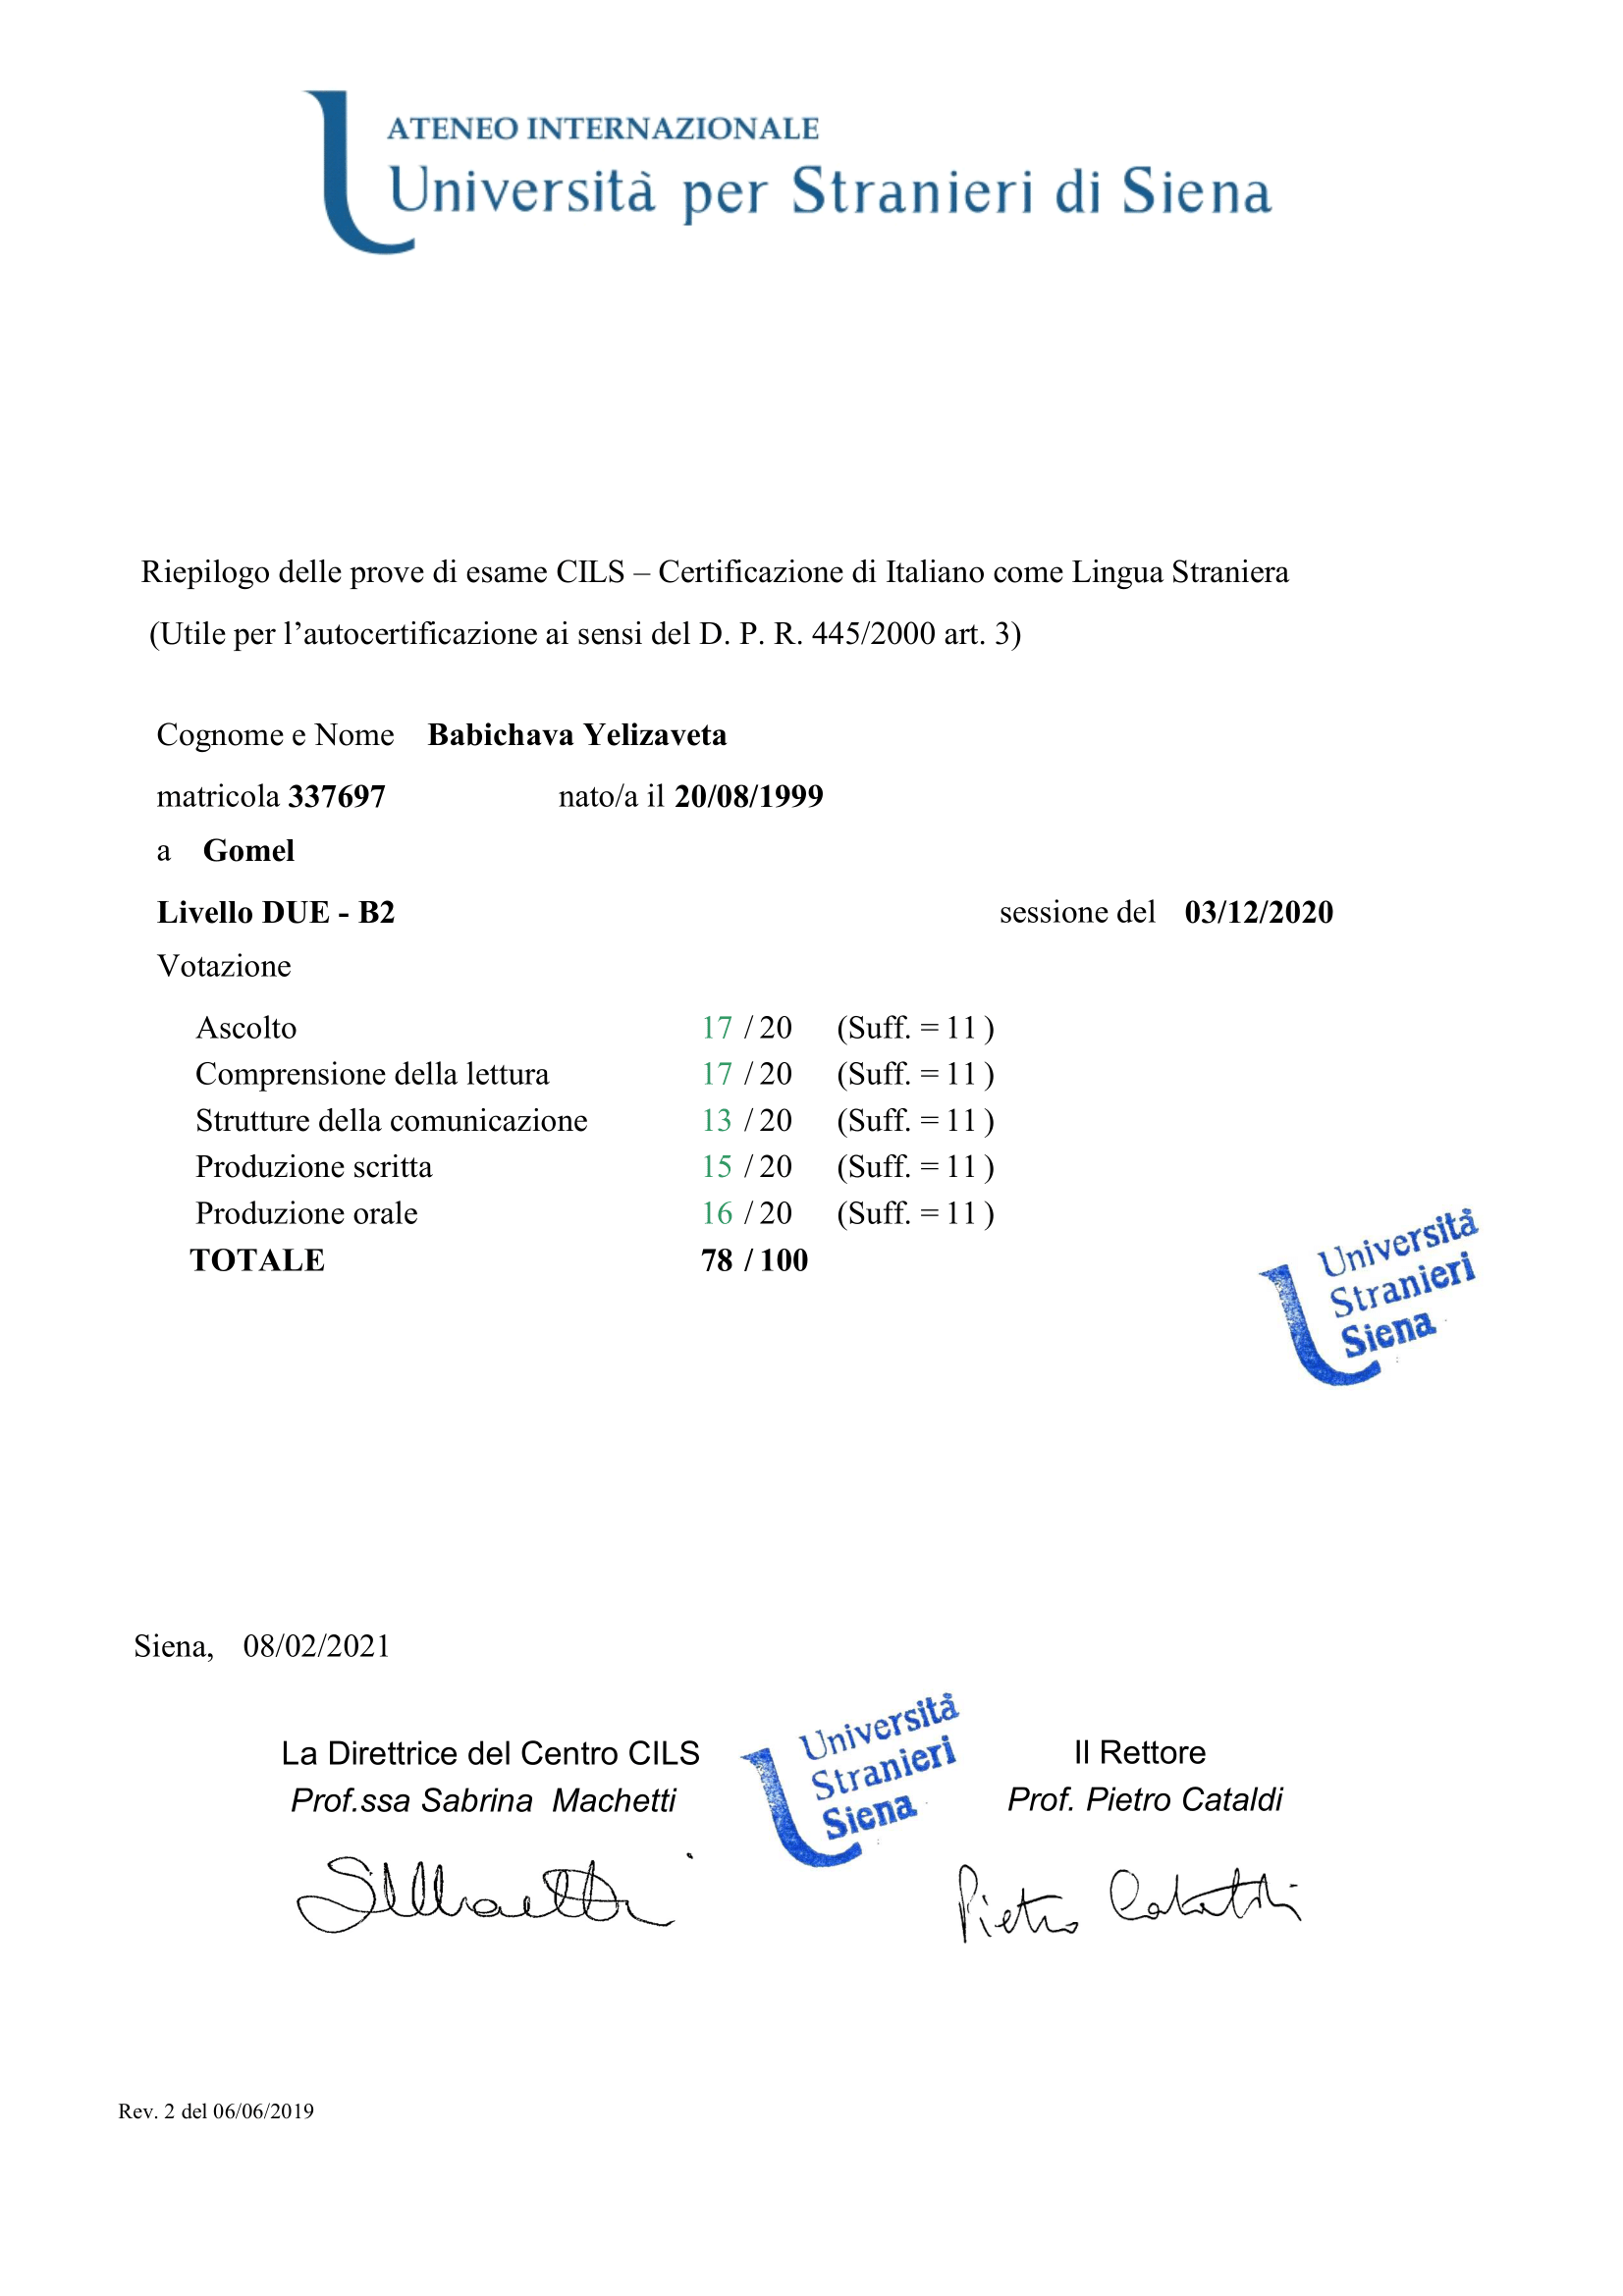 ATENEO INTERNAZIONALE
Università per Stranieri di Siena
Riepilogo delle prove di esame CILS – Certificazione di Italiano come Lingua Straniera
(Utile per l’autocertificazione ai sensi del D. P. R. 445/2000 art. 3)
Cognome e Nome Babichava Yelizaveta
matricola 337697 nato/a il 20/08/1999
a Gomel
Livello DUE - B2 sessione del 03/12/2020
Votazione
Ascolto 17 / 20 (Suff. = 11 )
Comprensione della lettura 17 / 20 (Suff. = 11 )
Strutture della comunicazione 13 / 20 (Suff. = 11 )
Produzione scritta 15 / 20 (Suff. = 11 )
Produzione orale 16 / 20 (Suff. = 11 )
TOTALE 78 / 100
Università
Stranieri
Siena
Siena, 08/02/2021
La Direttrice del Centro CILS
Prof.ssa Sabrina Machetti
Università
Stranieri
Siena
Il Rettore
Prof. Pietro Cataldi
SMachetti
Pietro Cataldi
Rev. 2 del 06/06/2019